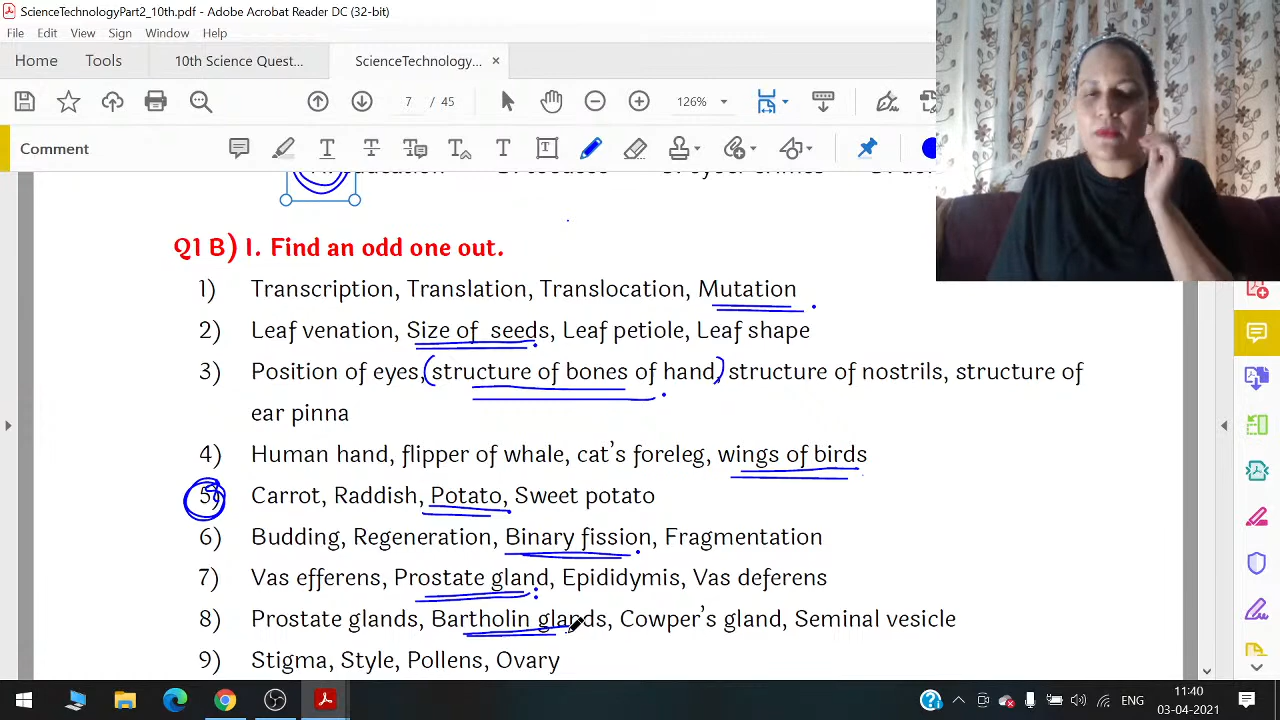 ScienceTechnologyPart2_10th.pdf - Adobe Acrobat Reader DC (32-bit)
File Edit View Sign Window Help
Home Tools 10th Science Quest... ScienceTechnology... ×
7 / 45 126%
Comment
Q1 B) I. Find an odd one out.
1) Transcription, Translation, Translocation, Mutation
2) Leaf venation, Size of seeds, Leaf petiole, Leaf shape
3) Position of eyes, structure of bones of hand, structure of nostrils, structure of
ear pinna
4) Human hand, flipper of whale, cat's foreleg, wings of birds
5) Carrot, Raddish, Potato, Sweet potato
6) Budding, Regeneration, Binary fission, Fragmentation
7) Vas efferens, Prostate gland, Epididymis, Vas deferens
8) Prostate glands, Bartholin glands, Cowper's gland, Seminal vesicle
9) Stigma, Style, Pollens, Ovary
ENG
11:40
03-04-2021